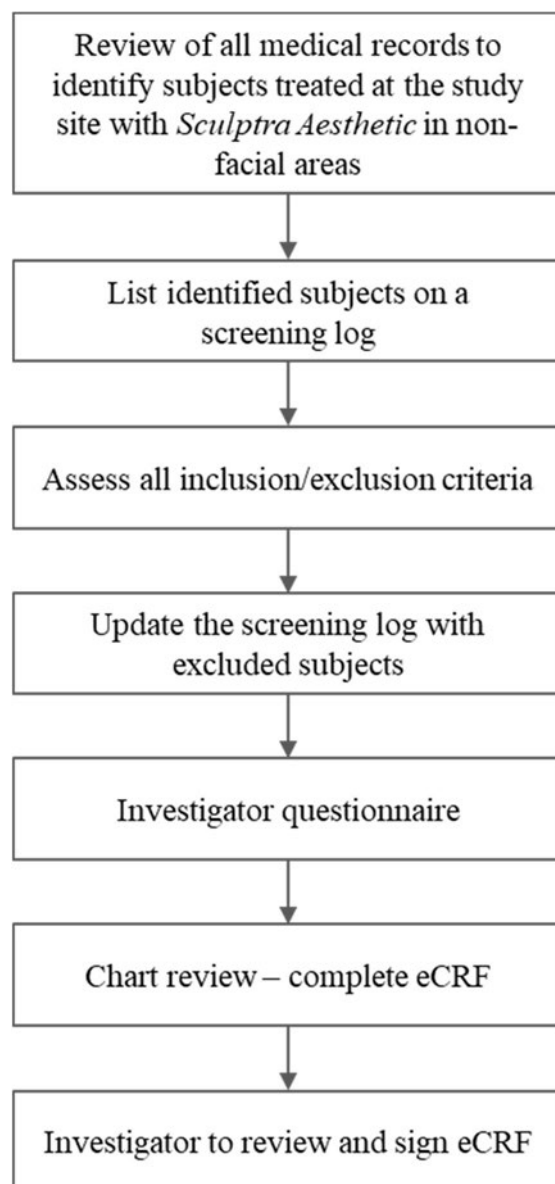 Review of all medical records to
identify subjects treated at the study
site with Sculptra Aesthetic in non-
facial areas
List identified subjects on a
screening log
Assess all inclusion/exclusion criteria
Update the screening log with
excluded subjects
Investigator questionnaire
Chart review – complete eCRF
Investigator to review and sign eCRF